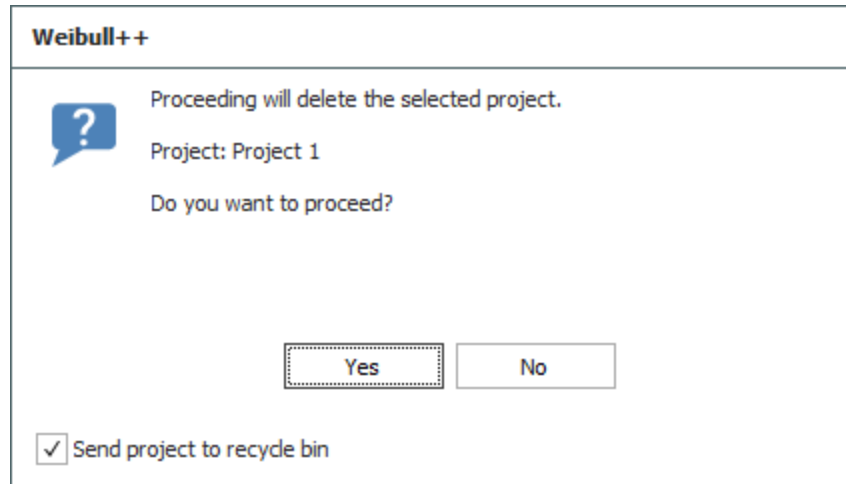 Weibull++
Proceeding will delete the selected project.
Project: Project 1
Do you want to proceed?
Yes
No
Send project to recycle bin